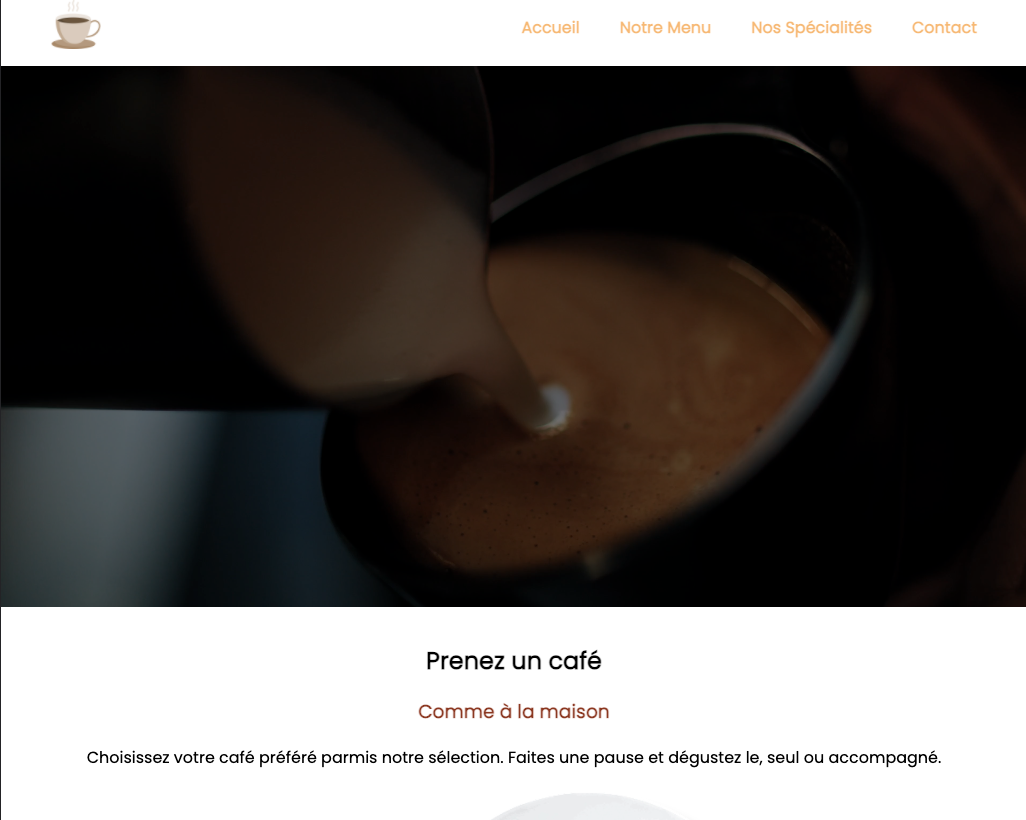 Accueil Notre Menu Nos Spécialités Contact
Prenez un café
Comme à la maison
Choisissez votre café préféré parmis notre sélection. Faites une pause et dégustez le, seul ou accompagné.